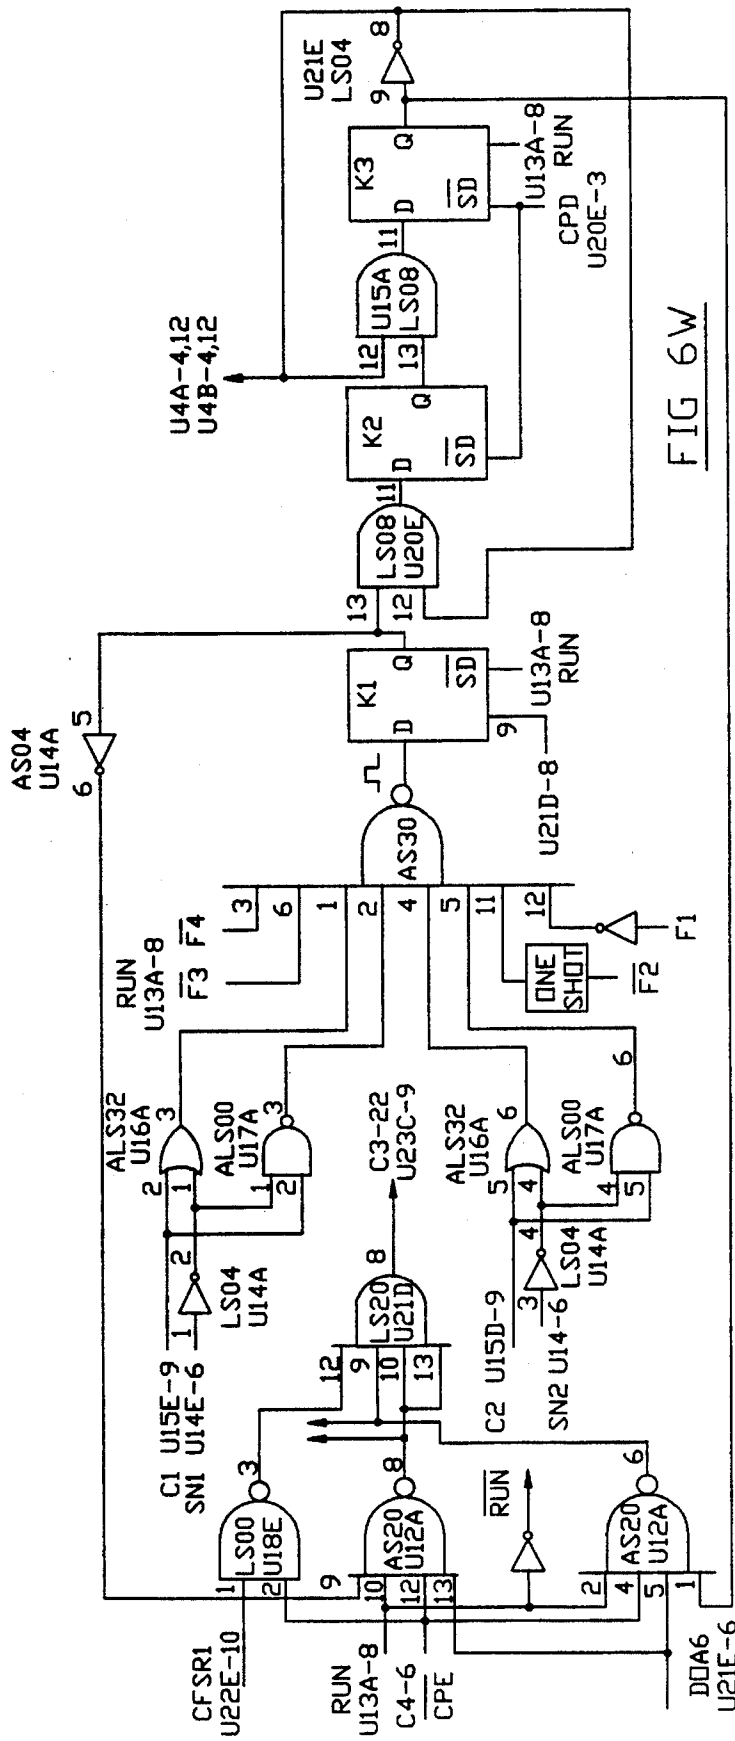 U21E
LS04
9
8
K3
D
Q
SD
U13A-8
RUN
CPD
U20E-3
11
U15A
LS08
12
13
U4A-4,12
U4B-4,12
K2
D
Q
SD
11
LS08
U20E
13
12
FIG 6W
AS04
U14A
5
6
K1
D
Q
SD
9
U13A-8
RUN
U21D-8
AS30
RUN
U13A-8
F3
F4
3
6
1
2
4
5
11
12
ONE
SHOT
F2
F1
ALS32
U16A
3
2
1
ALS00
U17A
3
1
2
C1 U15E-9
SN1 U14E-6
1
2
LS04
U14A
C3-22
U23C-9
8
LS20
U21D
12
9
10
13
ALS32
U16A
6
5
4
ALS00
U17A
6
4
5
C2 U15D-9
SN2 U14-6
3
4
LS04
U14A
CFSR1
U22E-10
1
2
LS00
U18E
3
RUN
U13A-8
C4-6
CPE
9
10
12
13
AS20
U12A
8
RUN
2
4
5
1
AS20
U12A
6
DOA6
U21E-6